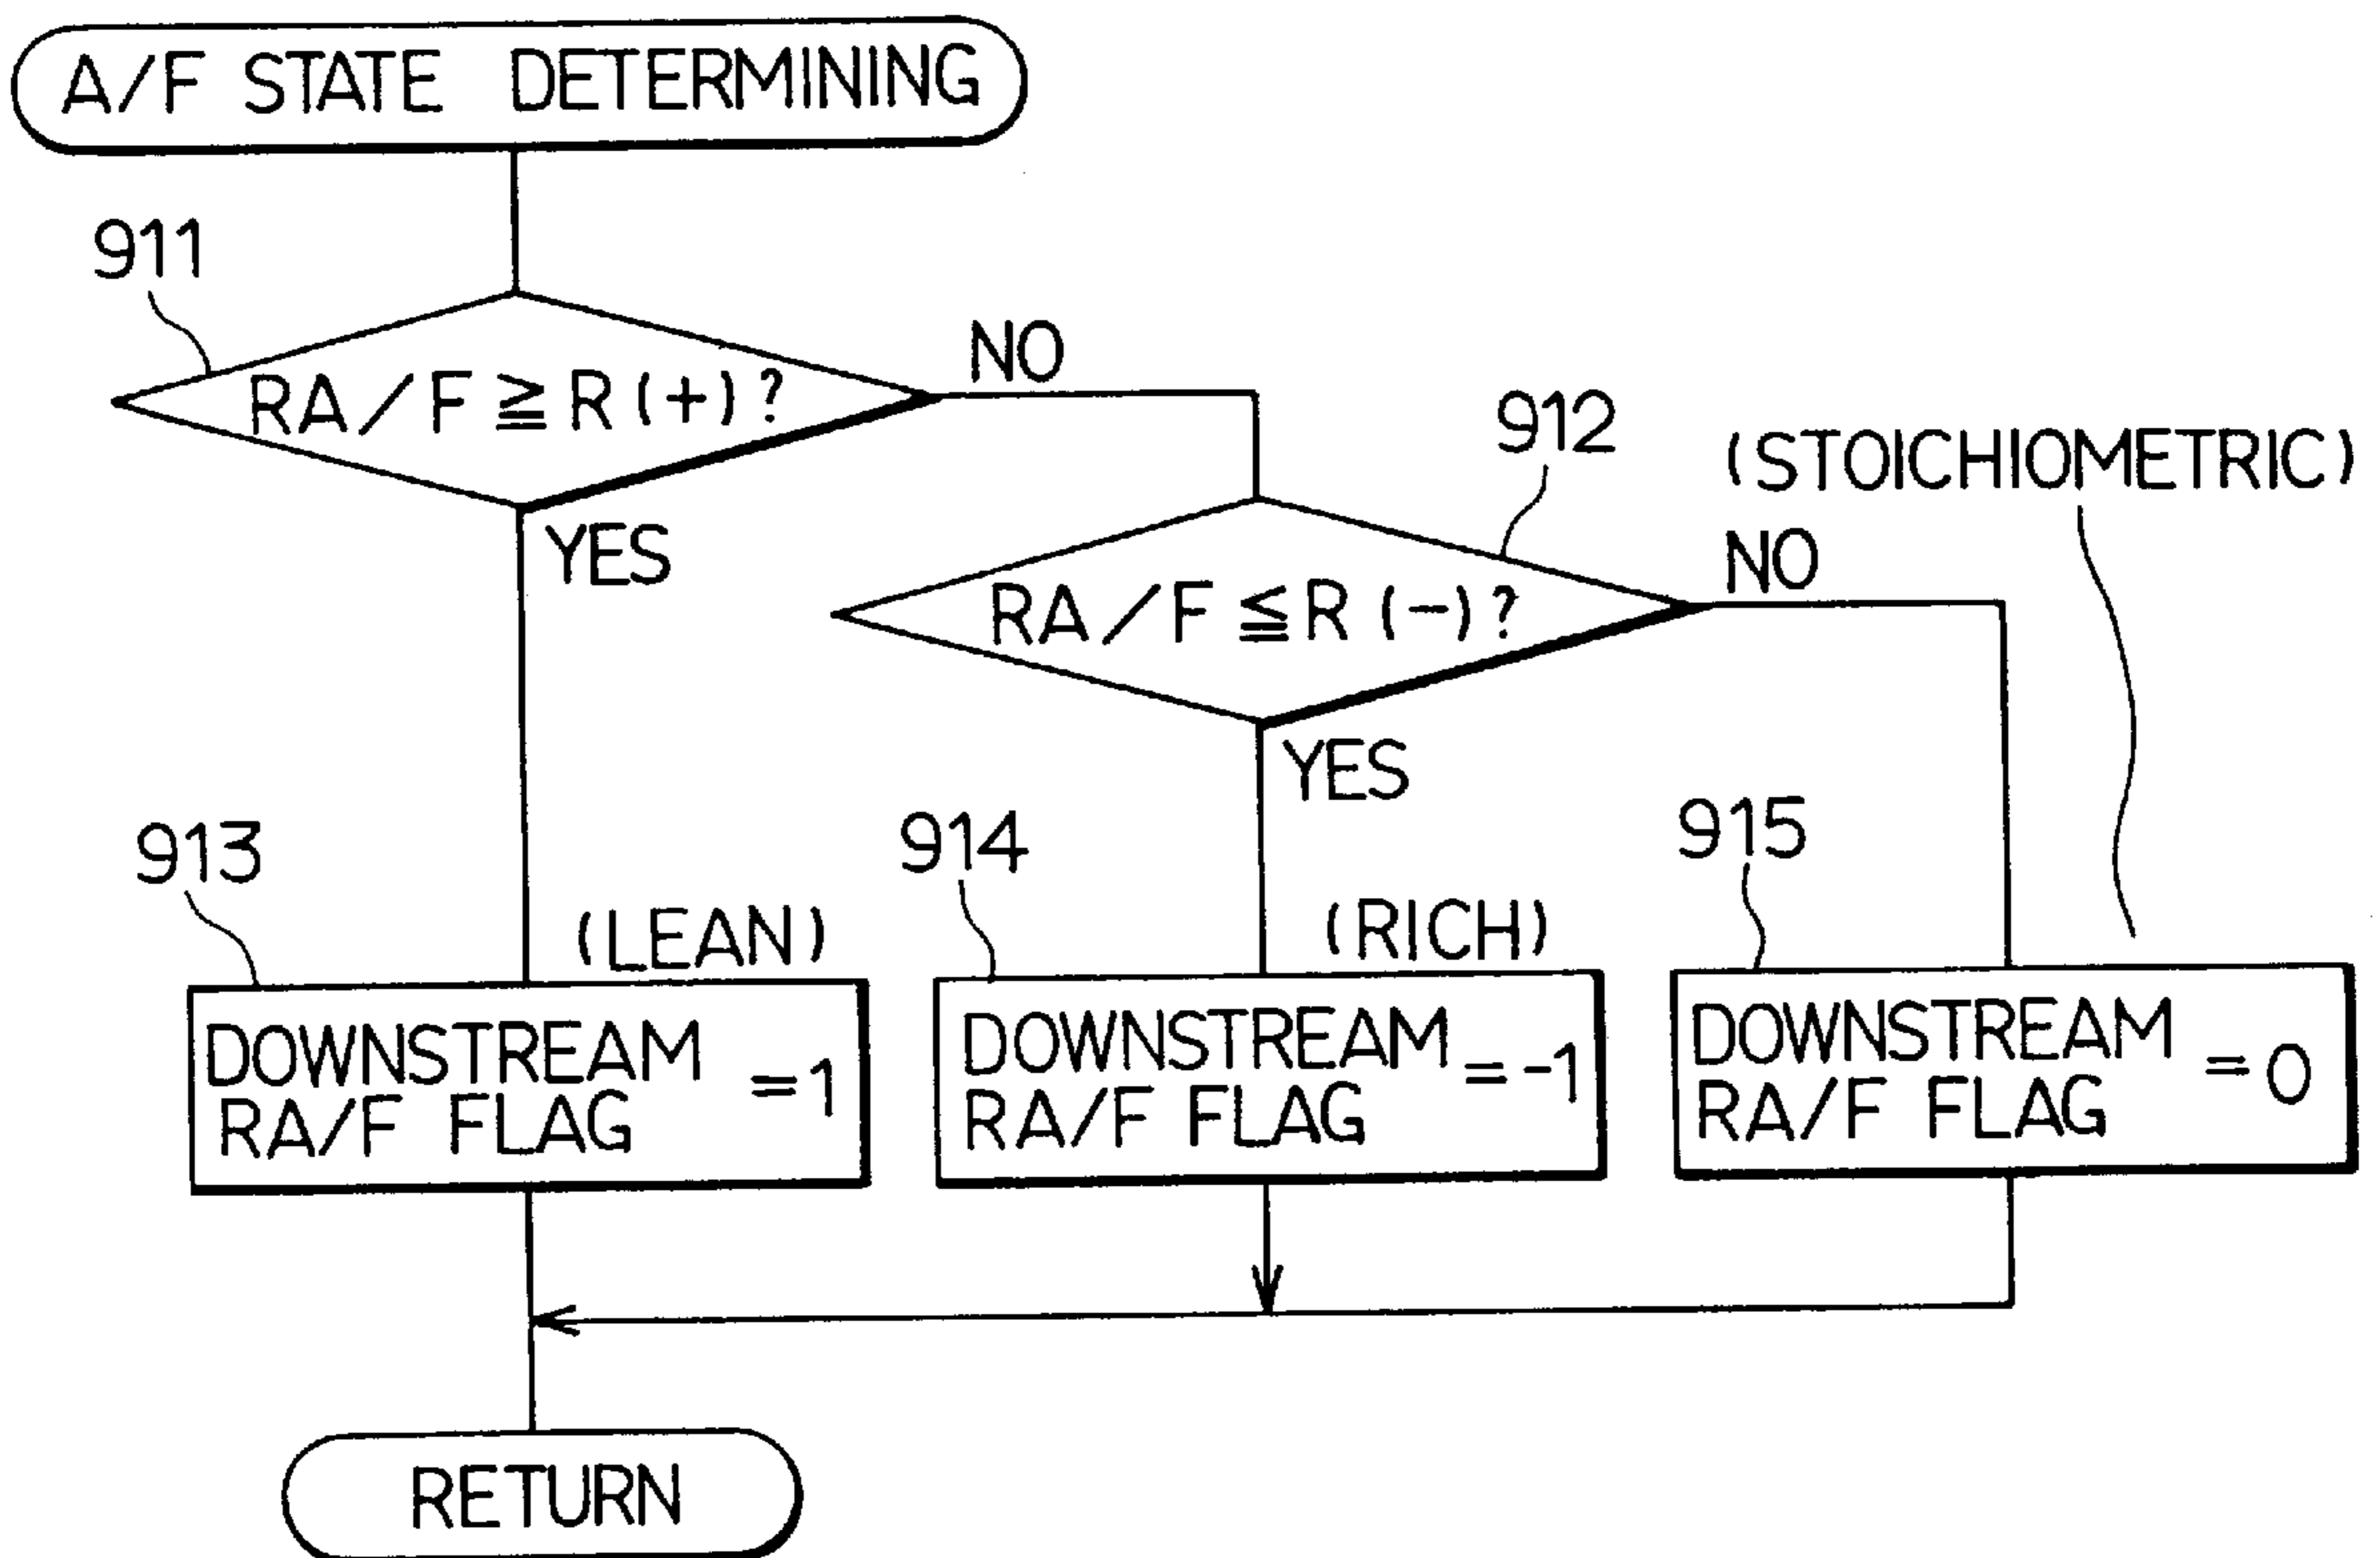 A/F STATE DETERMINING
911
RA/F ≧ R(+)?
NO
YES
912
(STOICHIOMETRIC)
RA/F ≦ R(-)?
NO
YES
913
(LEAN)
914
(RICH)
915
DOWNSTREAM
RA/F FLAG
=1
DOWNSTREAM
RA/F FLAG
=-1
DOWNSTREAM
RA/F FLAG
=0
RETURN